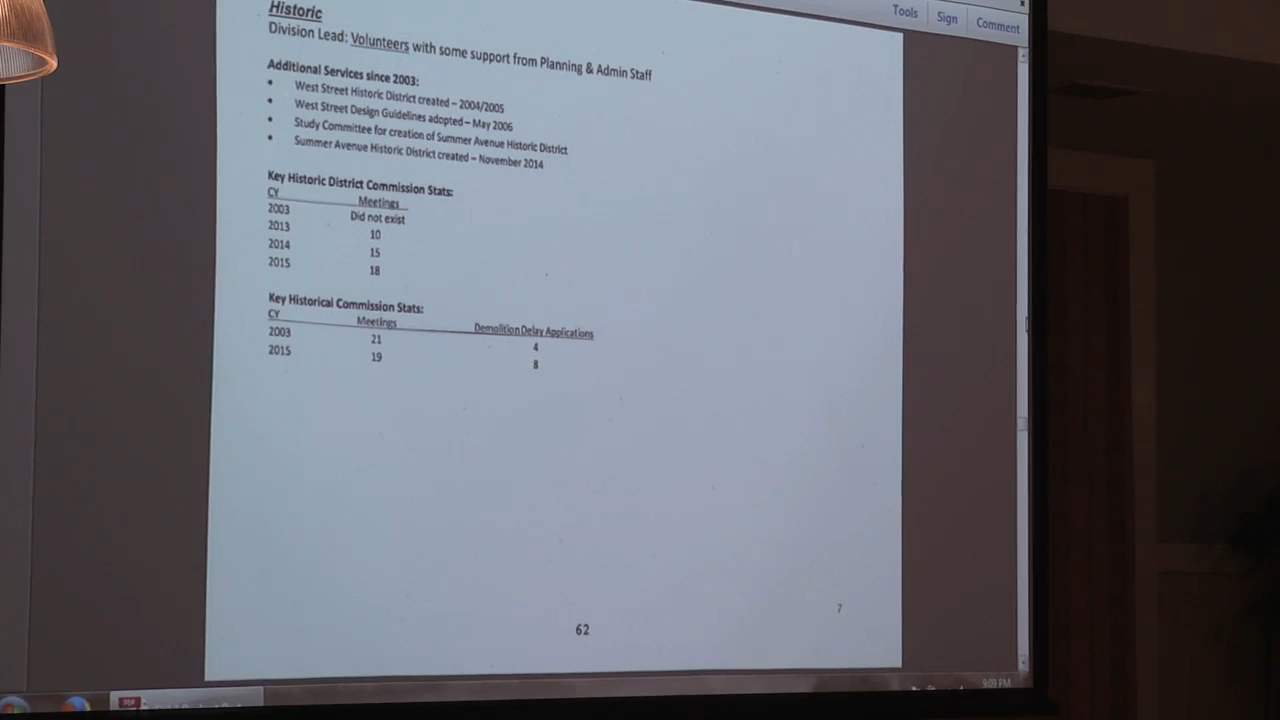 Tools Sign Comment
Historic
Division Lead: Volunteers with some support from Planning & Admin Staff
Additional Services since 2003:
• West Street Historic District created – 2004/2005
• West Street Design Guidelines adopted – May 2006
• Study Committee for creation of Summer Avenue Historic District
• Summer Avenue Historic District created – November 2014
Key Historic District Commission Stats:
CY Meetings
2003 Did not exist
2013 10
2014 15
2015 18
Key Historical Commission Stats:
CY Meetings Demolition Delay Applications
2003 21 4
2015 19 8
7
62
PDF
9:09 PM